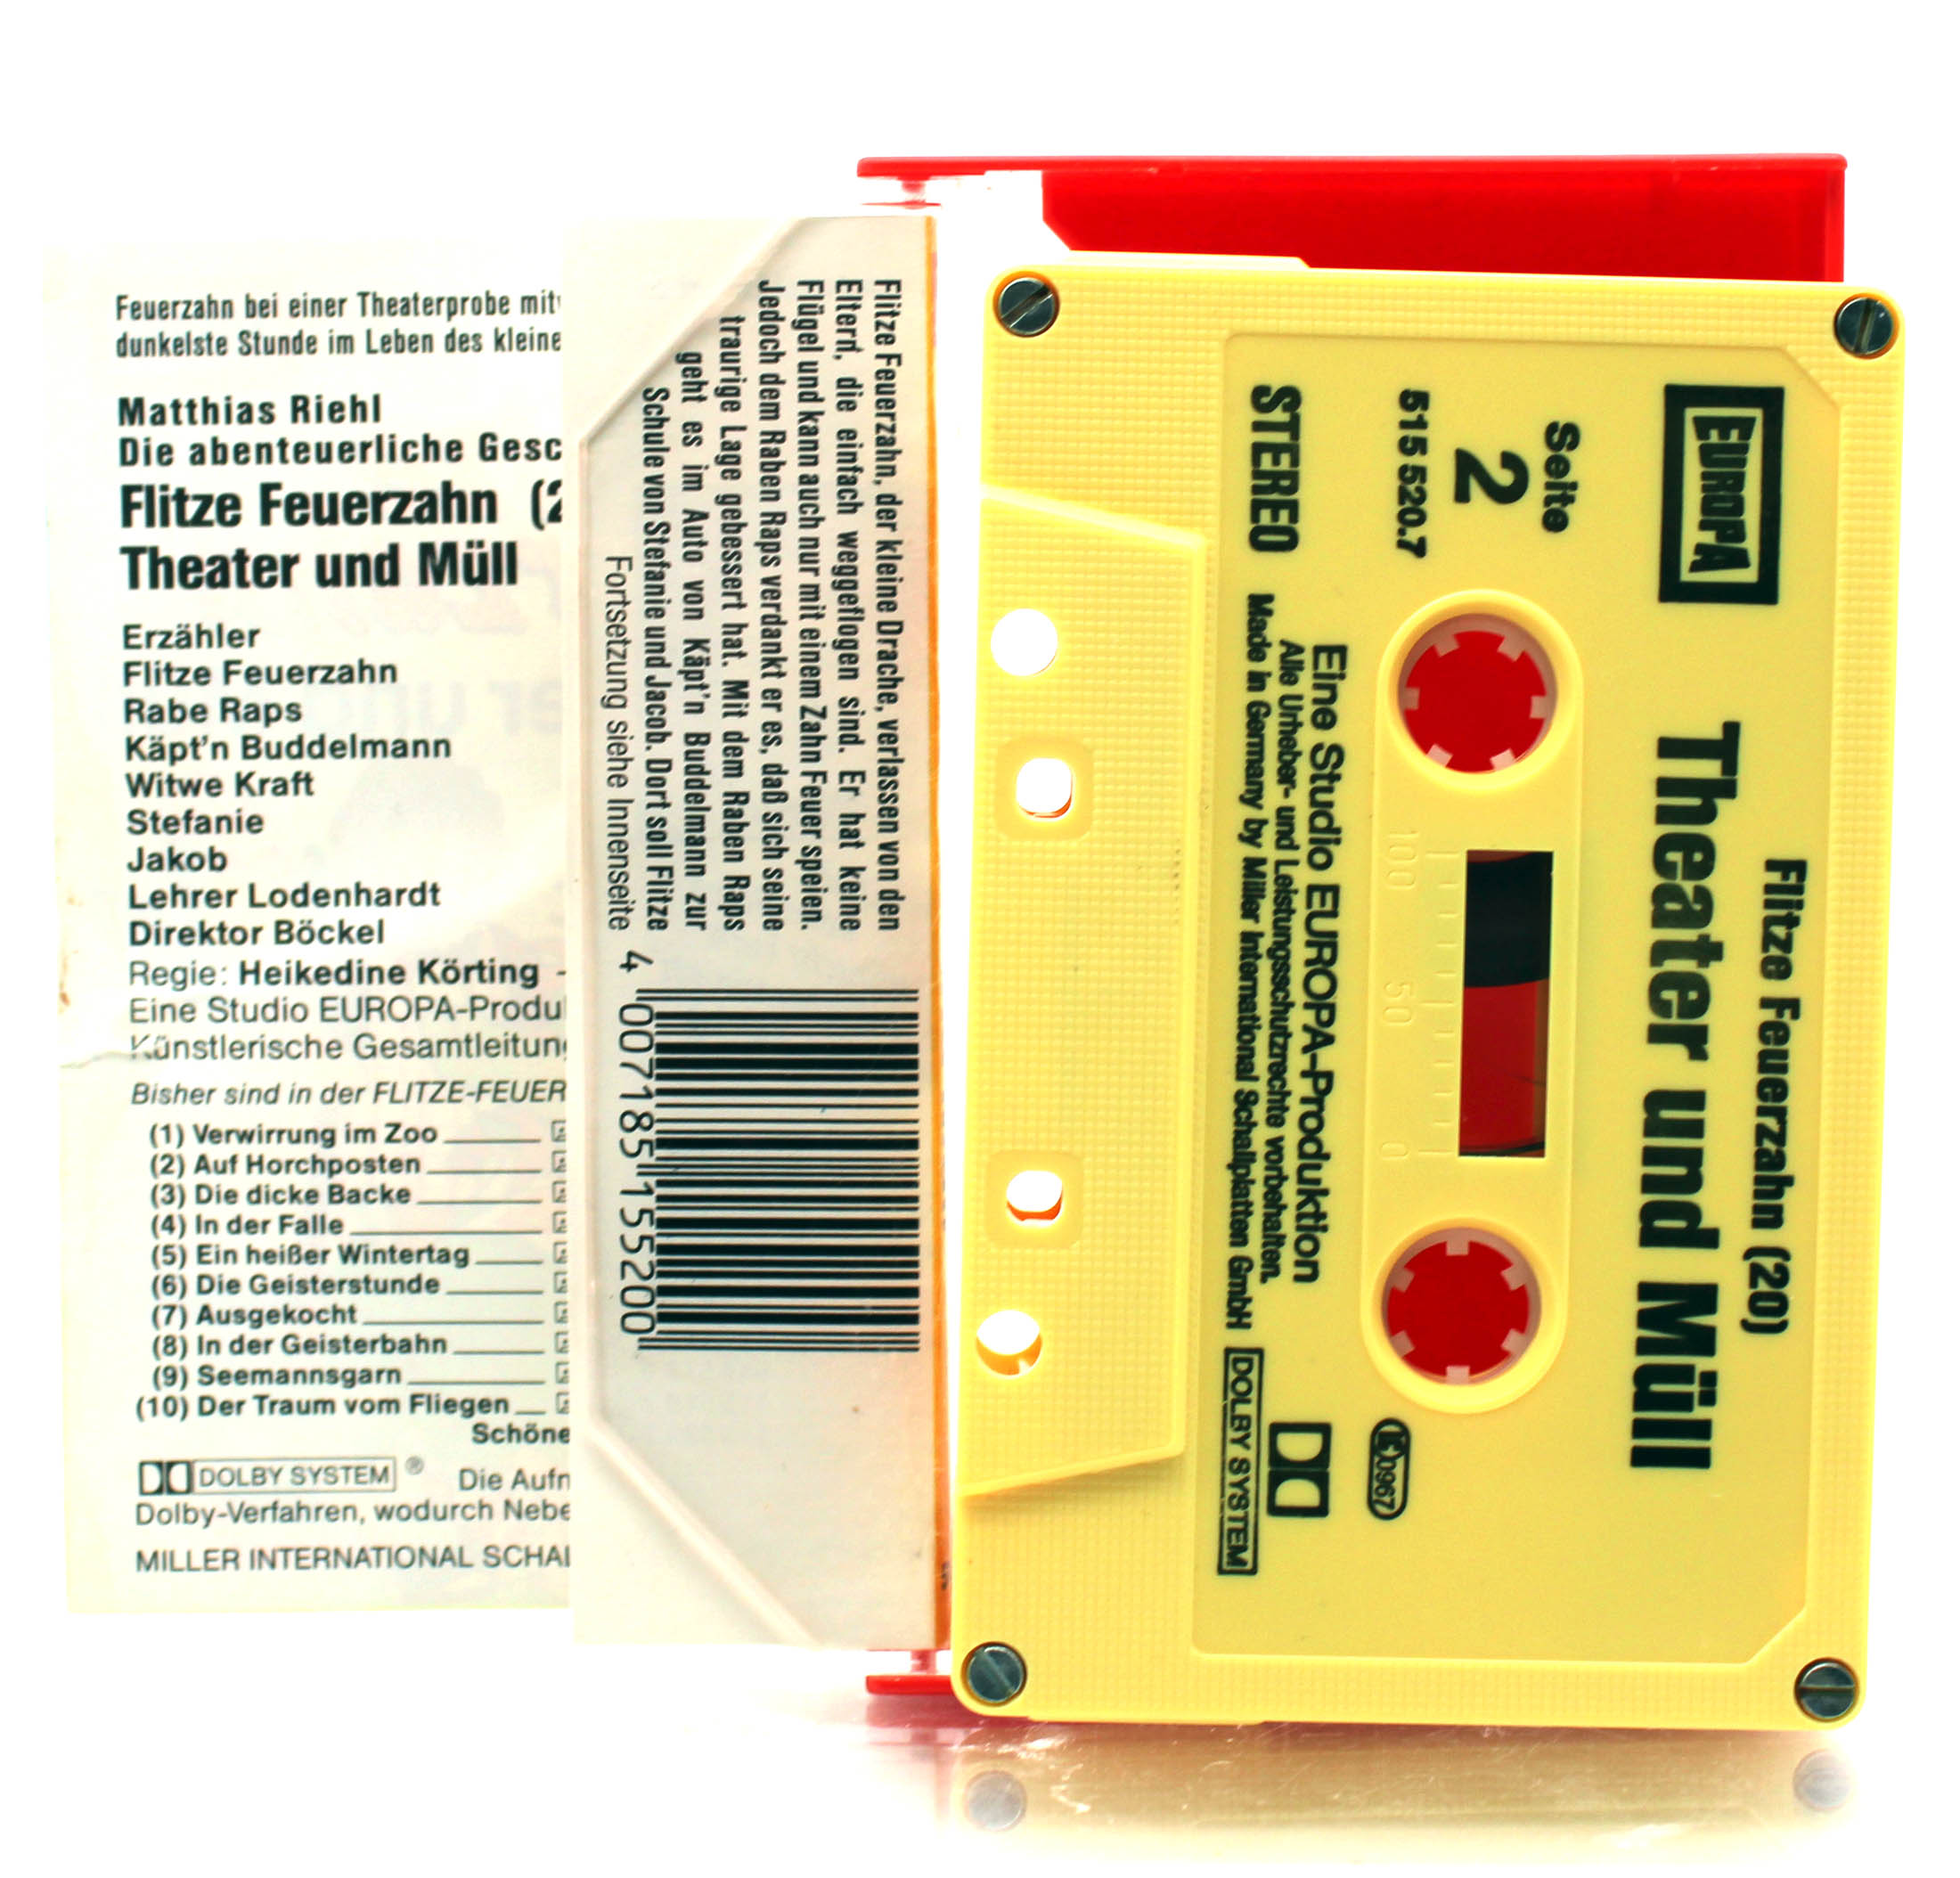 Feuerzahn bei einer Theaterprobe mit
dunkelste Stunde im Leben des kleine
Matthias Riehl
Die abenteuerliche Gesc
Flitze Feuerzahn (2
Theater und Müll
Erzähler
Flitze Feuerzahn
Rabe Raps
Käpt'n Buddelmann
Witwe Kraft
Stefanie
Jakob
Lehrer Lodenhardt
Direktor Böckel
Regie: Heikedine Körting -
Eine Studio EUROPA-Produ
Künstlerische Gesamtleitun
Bisher sind in der FLITZE-FEUER
(1) Verwirrung im Zoo
(2) Auf Horchposten
(3) Die dicke Backe
(4) In der Falle
(5) Ein heißer Wintertag
(6) Die Geisterstunde
(7) Ausgekocht
(8) In der Geisterbahn
(9) Seemannsgarn
(10) Der Traum vom Fliegen
Schöne
DOLBY SYSTEM ® Die Aufn
Dolby-Verfahren, wodurch Nebe
MILLER INTERNATIONAL SCHAL
Flitze Feuerzahn, der kleine Drache, verlassen von den
Eltern, die einfach weggeflogen sind. Er hat keine
Flügel und kann auch nur mit einem Zahn Feuer speien.
Jedoch dem Raben Raps verdankt er es, daß sich seine
traurige Lage gebessert hat. Mit dem Raben Raps
geht es im Auto von Käpt'n Buddelmann zur
Schule von Stefanie und Jacob. Dort soll Flitze
Fortsetzung siehe Innenseite
4 007185 155200
Flitze Feuerzahn (20)
Theater und Müll
EUROPA
Seite
2
515 520.7
STEREO
100 50 0
Eine Studio EUROPA-Produktion
Alle Urheber- und Leistungsschutzrechte vorbehalten.
Made in Germany by Miller International Schallplatten GmbH
DOLBY SYSTEM
0967